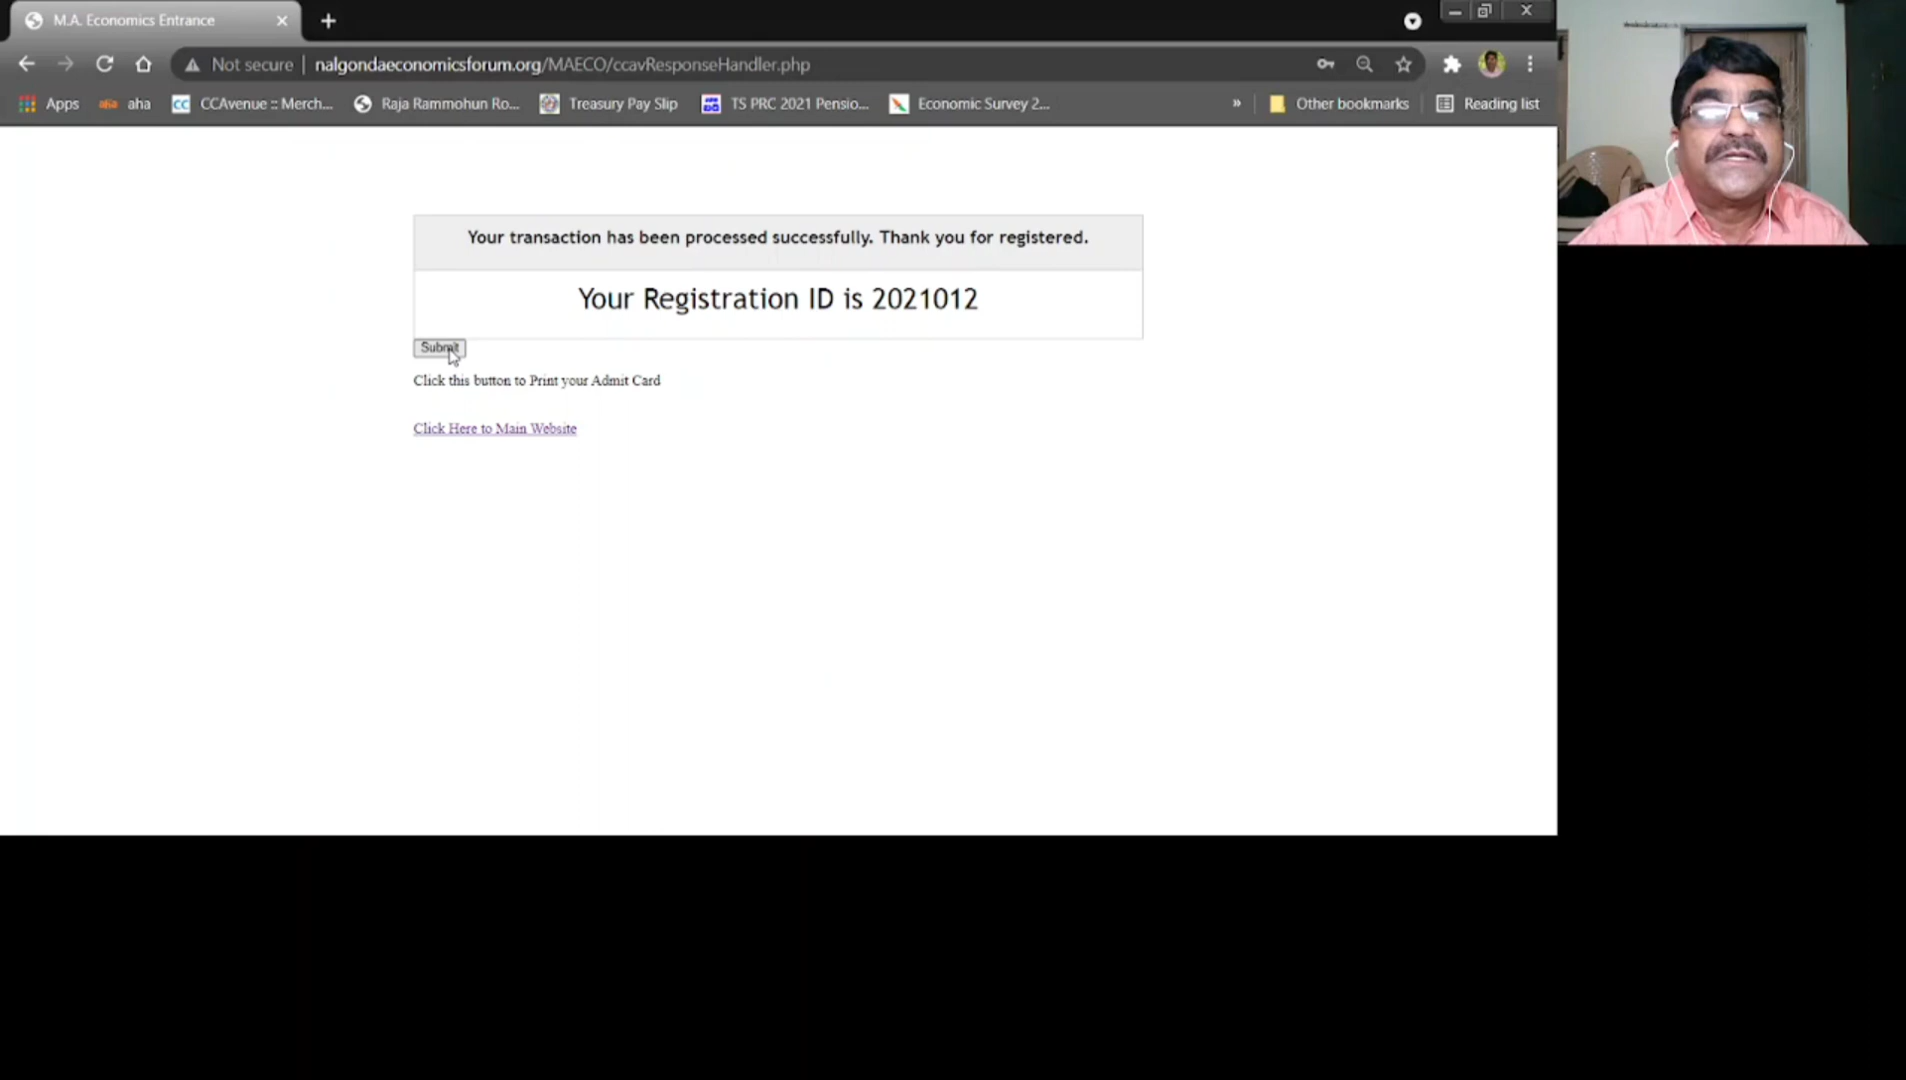 M.A. Economics Entrance
Not secure | nalgondaeconomicsforum.org/MAECO/ccavResponseHandler.php
Apps aha CC CCAvenue :: Merch... Raja Rammohun Ro... Treasury Pay Slip TS PRC 2021 Pensio... Economic Survey 2... » Other bookmarks Reading list
Your transaction has been processed successfully. Thank you for registered.
Your Registration ID is 2021012
Submit
Click this button to Print your Admit Card
Click Here to Main Website